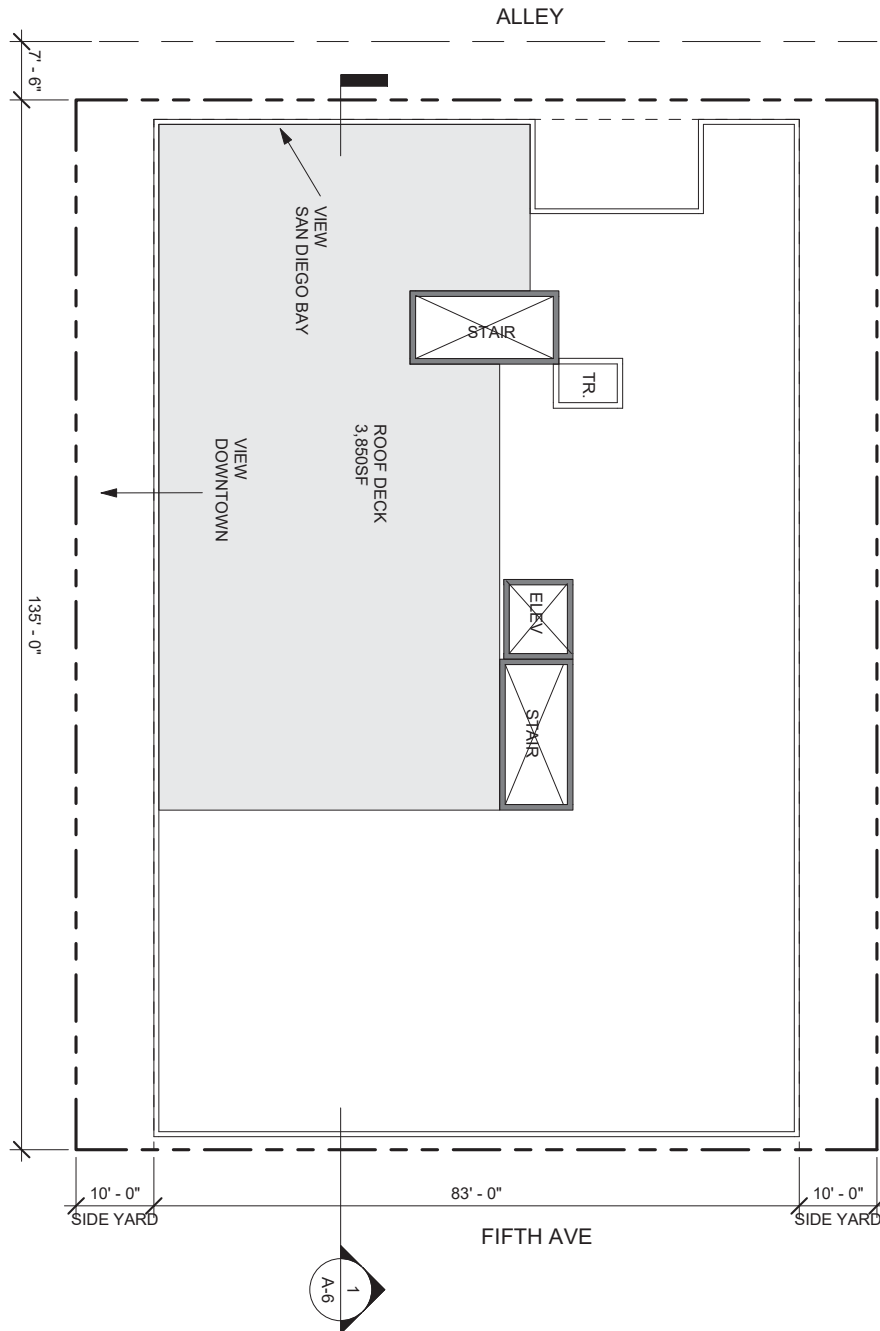 ALLEY
7' - 6"
VIEW
SAN DIEGO BAY
STAIR
TR.
ROOF DECK
3,850SF
VIEW
DOWNTOWN
ELEV
STAIR
135' - 0"
10' - 0"
SIDE YARD
83' - 0"
10' - 0"
SIDE YARD
FIFTH AVE
1
A-6